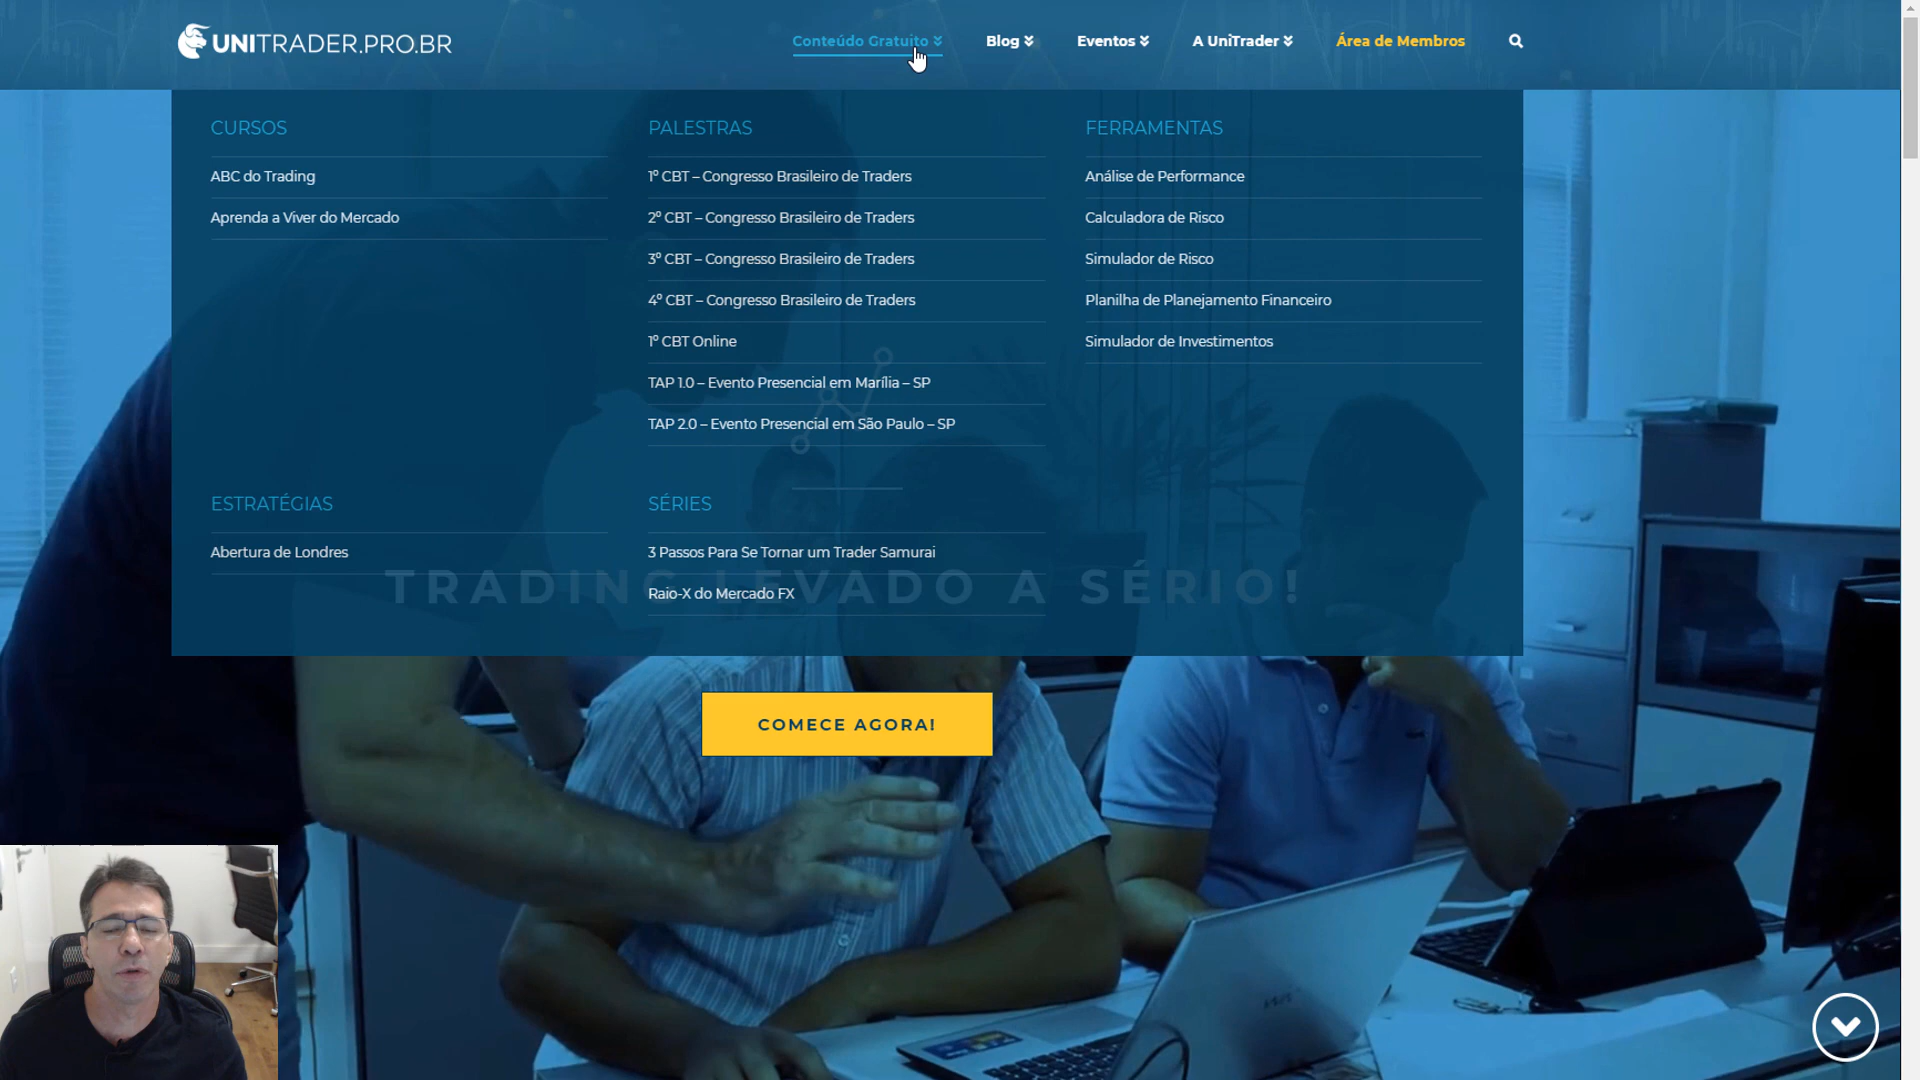 UNITRADER.PRO.BR
Conteúdo Gratuito
Blog
Eventos
A UniTrader
Área de Membros
CURSOS
ABC do Trading
Aprenda a Viver do Mercado
PALESTRAS
1º CBT – Congresso Brasileiro de Traders
2º CBT – Congresso Brasileiro de Traders
3º CBT – Congresso Brasileiro de Traders
4º CBT – Congresso Brasileiro de Traders
1º CBT Online
TAP 1.0 – Evento Presencial em Marília – SP
TAP 2.0 – Evento Presencial em São Paulo – SP
FERRAMENTAS
Análise de Performance
Calculadora de Risco
Simulador de Risco
Planilha de Planejamento Financeiro
Simulador de Investimentos
ESTRATÉGIAS
Abertura de Londres
SÉRIES
3 Passos Para Se Tornar um Trader Samurai
Raio-X do Mercado FX
TRADING LEVADO A SÉRIO!
COMECE AGORA!